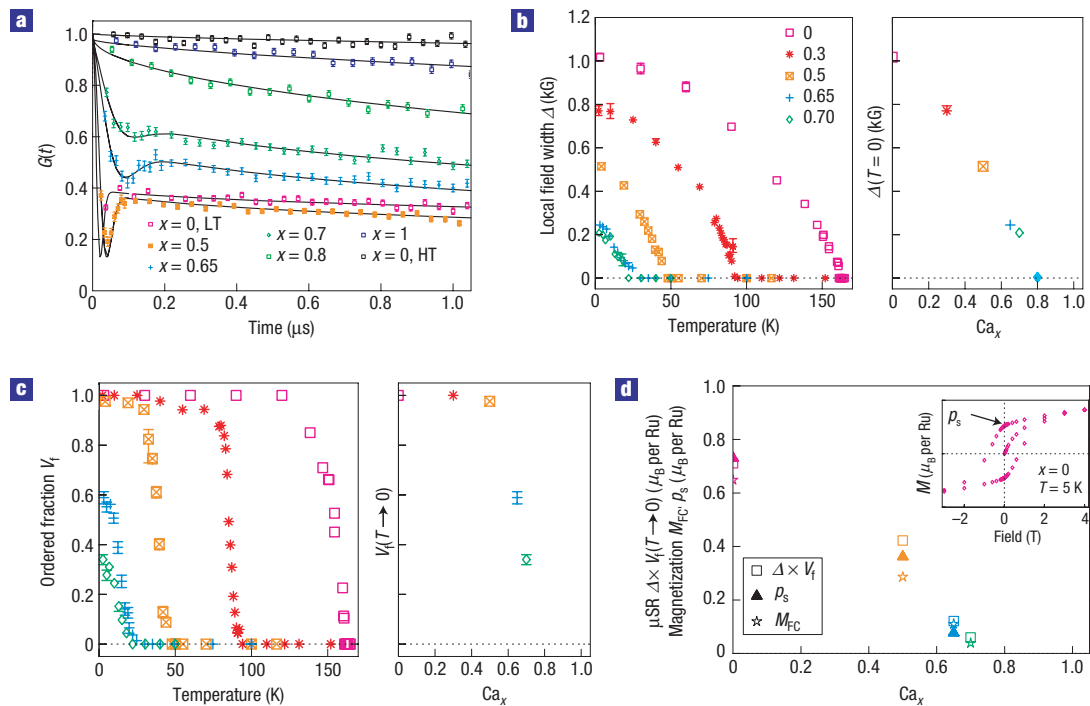 a
G(t)
1.0
0.8
0.6
0.4
0.2
0
0 0.2 0.4 0.6 0.8 1.0
Time (μs)
x = 0, LT
x = 0.5
x = 0.65
x = 0.7
x = 0.8
x = 1
x = 0, HT
b
Local field width Δ (kG)
1.2
1.0
0.8
0.6
0.4
0.2
0
0 50 100 150
Temperature (K)
0
0.3
0.5
0.65
0.70
Δ(T = 0) (kG)
0 0.2 0.4 0.6 0.8 1.0
Ca x
c
Ordered fraction Vf
1.0
0.8
0.6
0.4
0.2
0
0 50 100 150
Temperature (K)
Vf(T → 0)
0 0.2 0.4 0.6 0.8 1.0
Ca x
d
μSR Δ × Vf(T → 0) (μB per Ru)
Magnetization MFC, ps (μB per Ru)
1.0
0.8
0.6
0.4
0.2
0
0 0.2 0.4 0.6 0.8 1.0
Ca x
Δ × Vf
ps
MFC
M (μB per Ru)
ps
x = 0
T = 5 K
–2 0 2 4
Field (T)